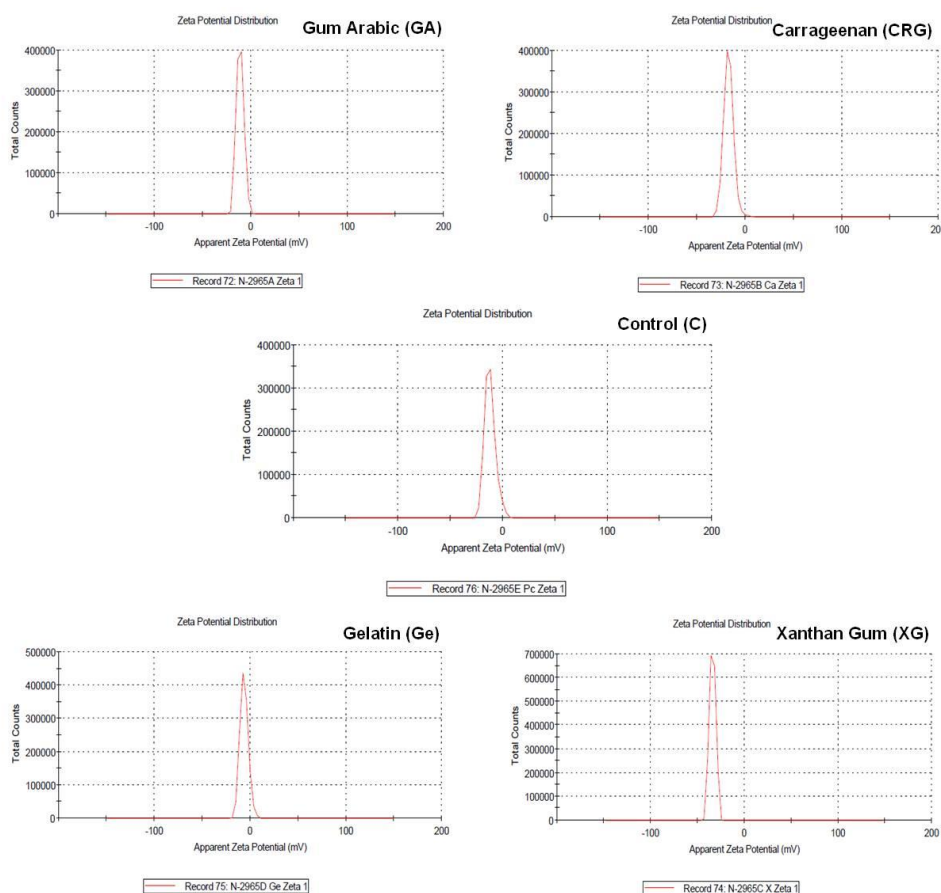 Zeta Potential Distribution
Gum Arabic (GA)
Total Counts
400000
300000
200000
100000
0
-100
0
100
200
Apparent Zeta Potential (mV)
Record 72: N-2965A Zeta 1
Zeta Potential Distribution
Carrageenan (CRG)
Total Counts
400000
300000
200000
100000
0
-100
0
100
200
Apparent Zeta Potential (mV)
Record 73: N-2965B Ca Zeta 1
Zeta Potential Distribution
Control (C)
Total Counts
400000
300000
200000
100000
0
-100
0
100
200
Apparent Zeta Potential (mV)
Record 76: N-2965E Pc Zeta 1
Zeta Potential Distribution
Gelatin (Ge)
Total Counts
500000
400000
300000
200000
100000
0
-100
0
100
200
Apparent Zeta Potential (mV)
Record 75: N-2965D Ge Zeta 1
Zeta Potential Distribution
Xanthan Gum (XG)
Total Counts
700000
600000
500000
400000
300000
200000
100000
0
-100
0
100
200
Apparent Zeta Potential (mV)
Record 74: N-2965C X Zeta 1